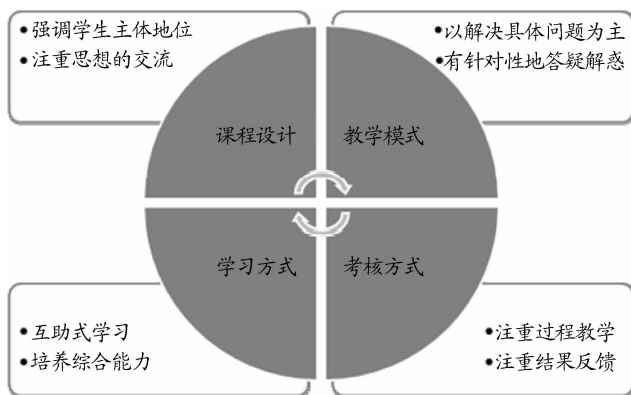 •强调学生主体地位
•注重思想的交流
•以解决具体问题为主
•有针对性地答疑解惑
课程设计
教学模式
学习方式
考核方式
•互助式学习
•培养综合能力
•注重过程教学
•注重结果反馈